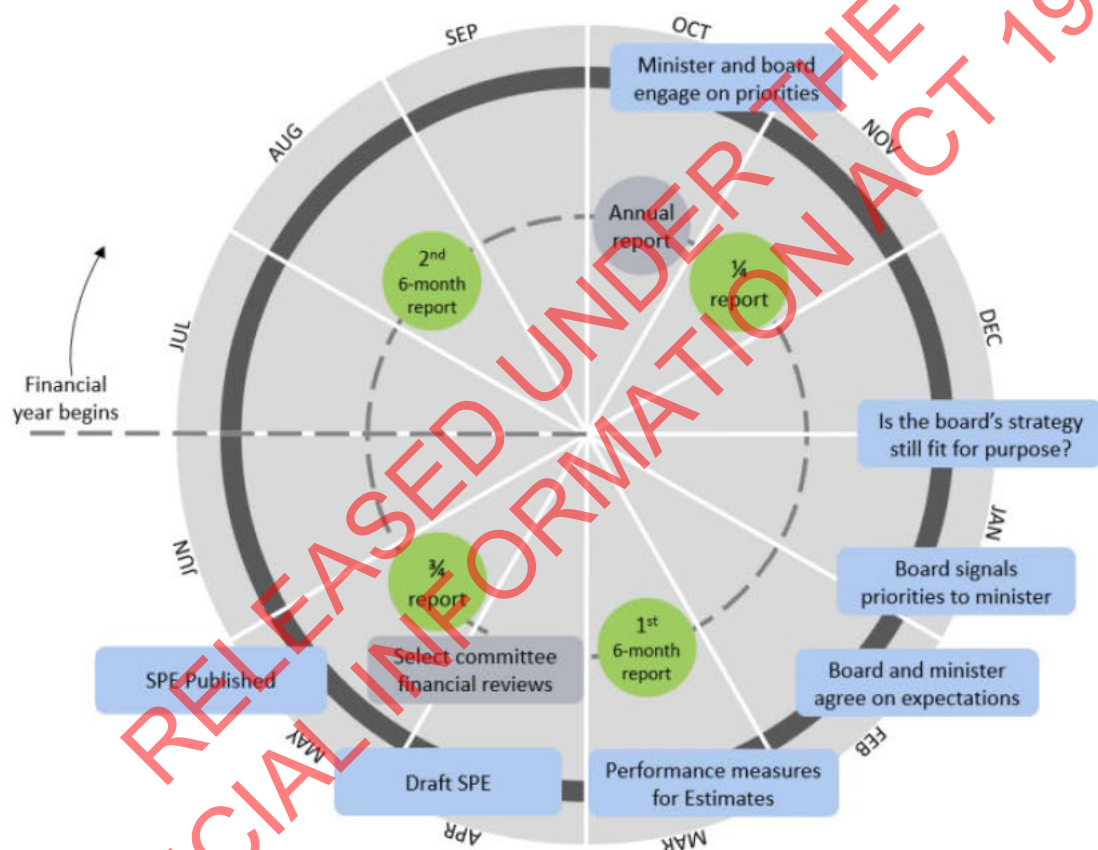 SEP
OCT
Minister and board
engage on priorities
AUG
NOV
Annual
report
2nd
6-month
report
¼
report
JUL
DEC
Financial
year begins
Is the board's strategy
still fit for purpose?
JAN
JUN
¾
report
Board signals
priorities to minister
1st
6-month
report
Select committee
financial reviews
SPE Published
Board and minister
agree on expectations
MAY
FEB
Draft SPE
Performance measures
for Estimates
APR
MAR
RELEASED UNDER THE
INFORMATION ACT